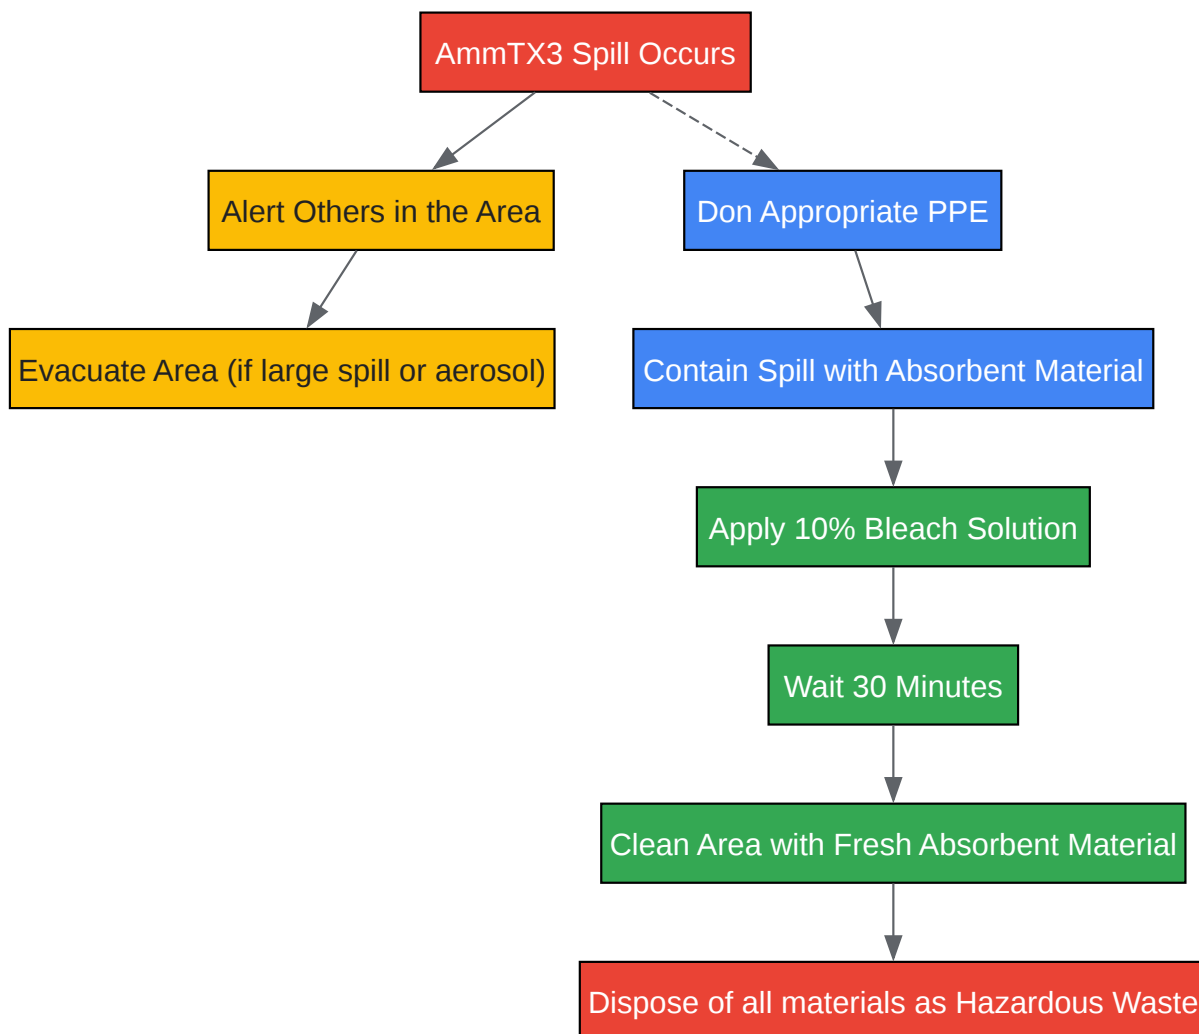 AmmTX3 Spill Occurs
Alert Others in the Area
Don Appropriate PPE
Evacuate Area (if large spill or aerosol)
Contain Spill with Absorbent Material
Apply 10% Bleach Solution
Wait 30 Minutes
Clean Area with Fresh Absorbent Material
Dispose of all materials as Hazardous Waste